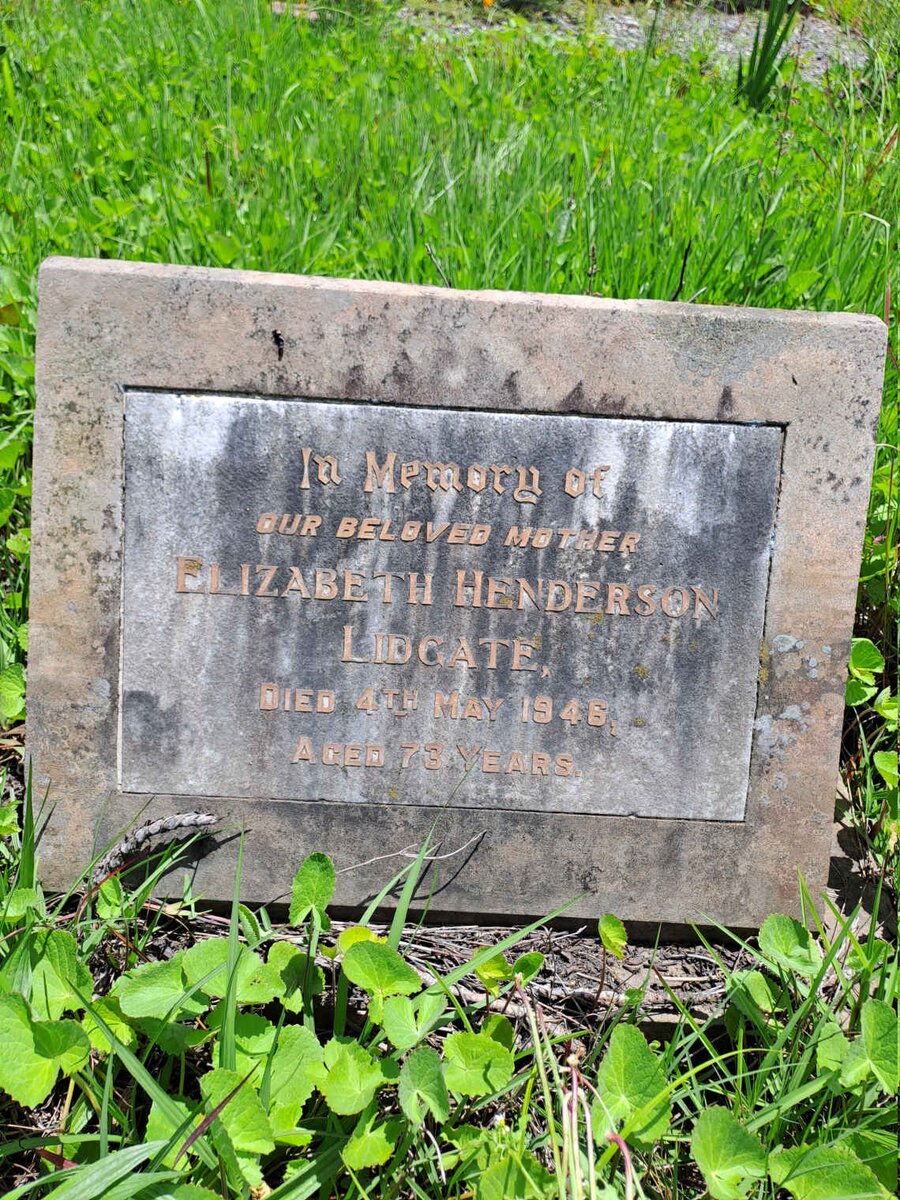 In Memory of
OUR BELOVED MOTHER
ELIZABETH HENDERSON
LIDGATE,
DIED 4TH MAY 1946,
AGED 73 YEARS.